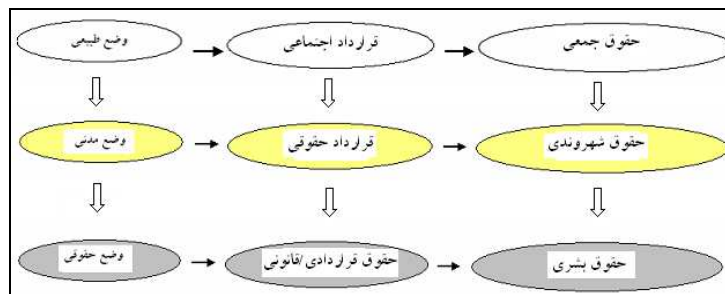 وضع طبیعی
قرارداد اجتماعی
حقوق جمعی
وضع مدنی
قرارداد حقوقی
حقوق شهروندی
وضع حقوقی
حقوق قراردادی/قانونی
حقوق بشری